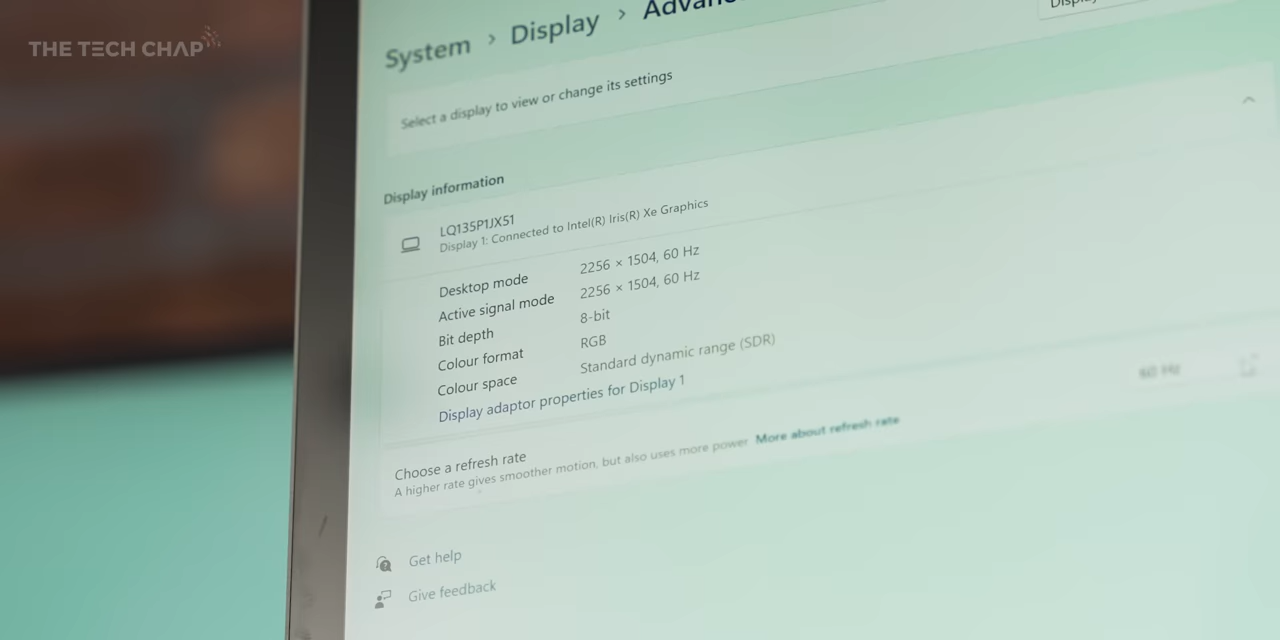 THE TECH CHAP
System > Display >
Select a display to view or change its settings
Display information
LQ135P1JX51
Display 1: Connected to Intel(R) Iris(R) Xe Graphics
Desktop mode 2256 × 1504, 60 Hz
Active signal mode 2256 × 1504, 60 Hz
Bit depth 8-bit
Colour format RGB
Colour space Standard dynamic range (SDR)
Display adaptor properties for Display 1
Choose a refresh rate
60 Hz
A higher rate gives smoother motion, but also uses more power More about refresh rate
Get help
Give feedback